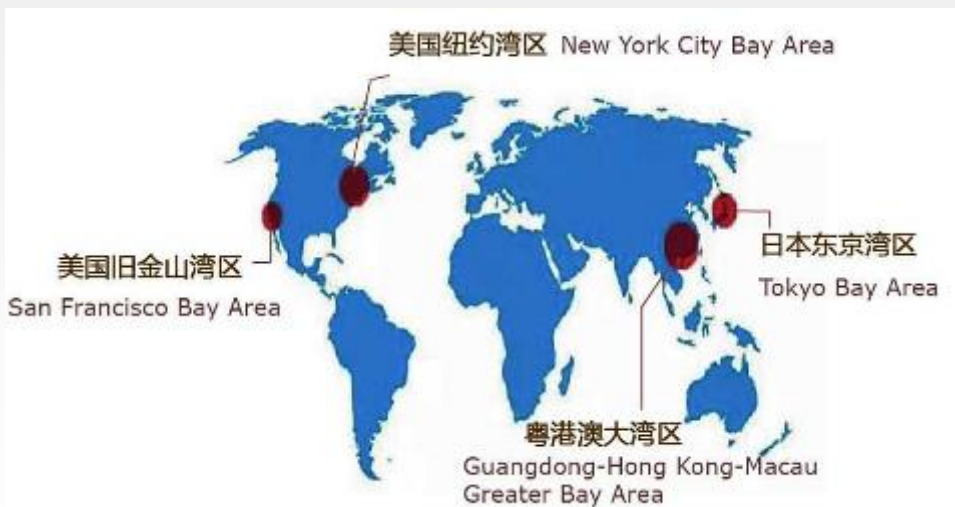 美国纽约湾区 New York City Bay Area
美国旧金山湾区
San Francisco Bay Area
日本东京湾区
Tokyo Bay Area
粤港澳大湾区
Guangdong-Hong Kong-Macau
Greater Bay Area